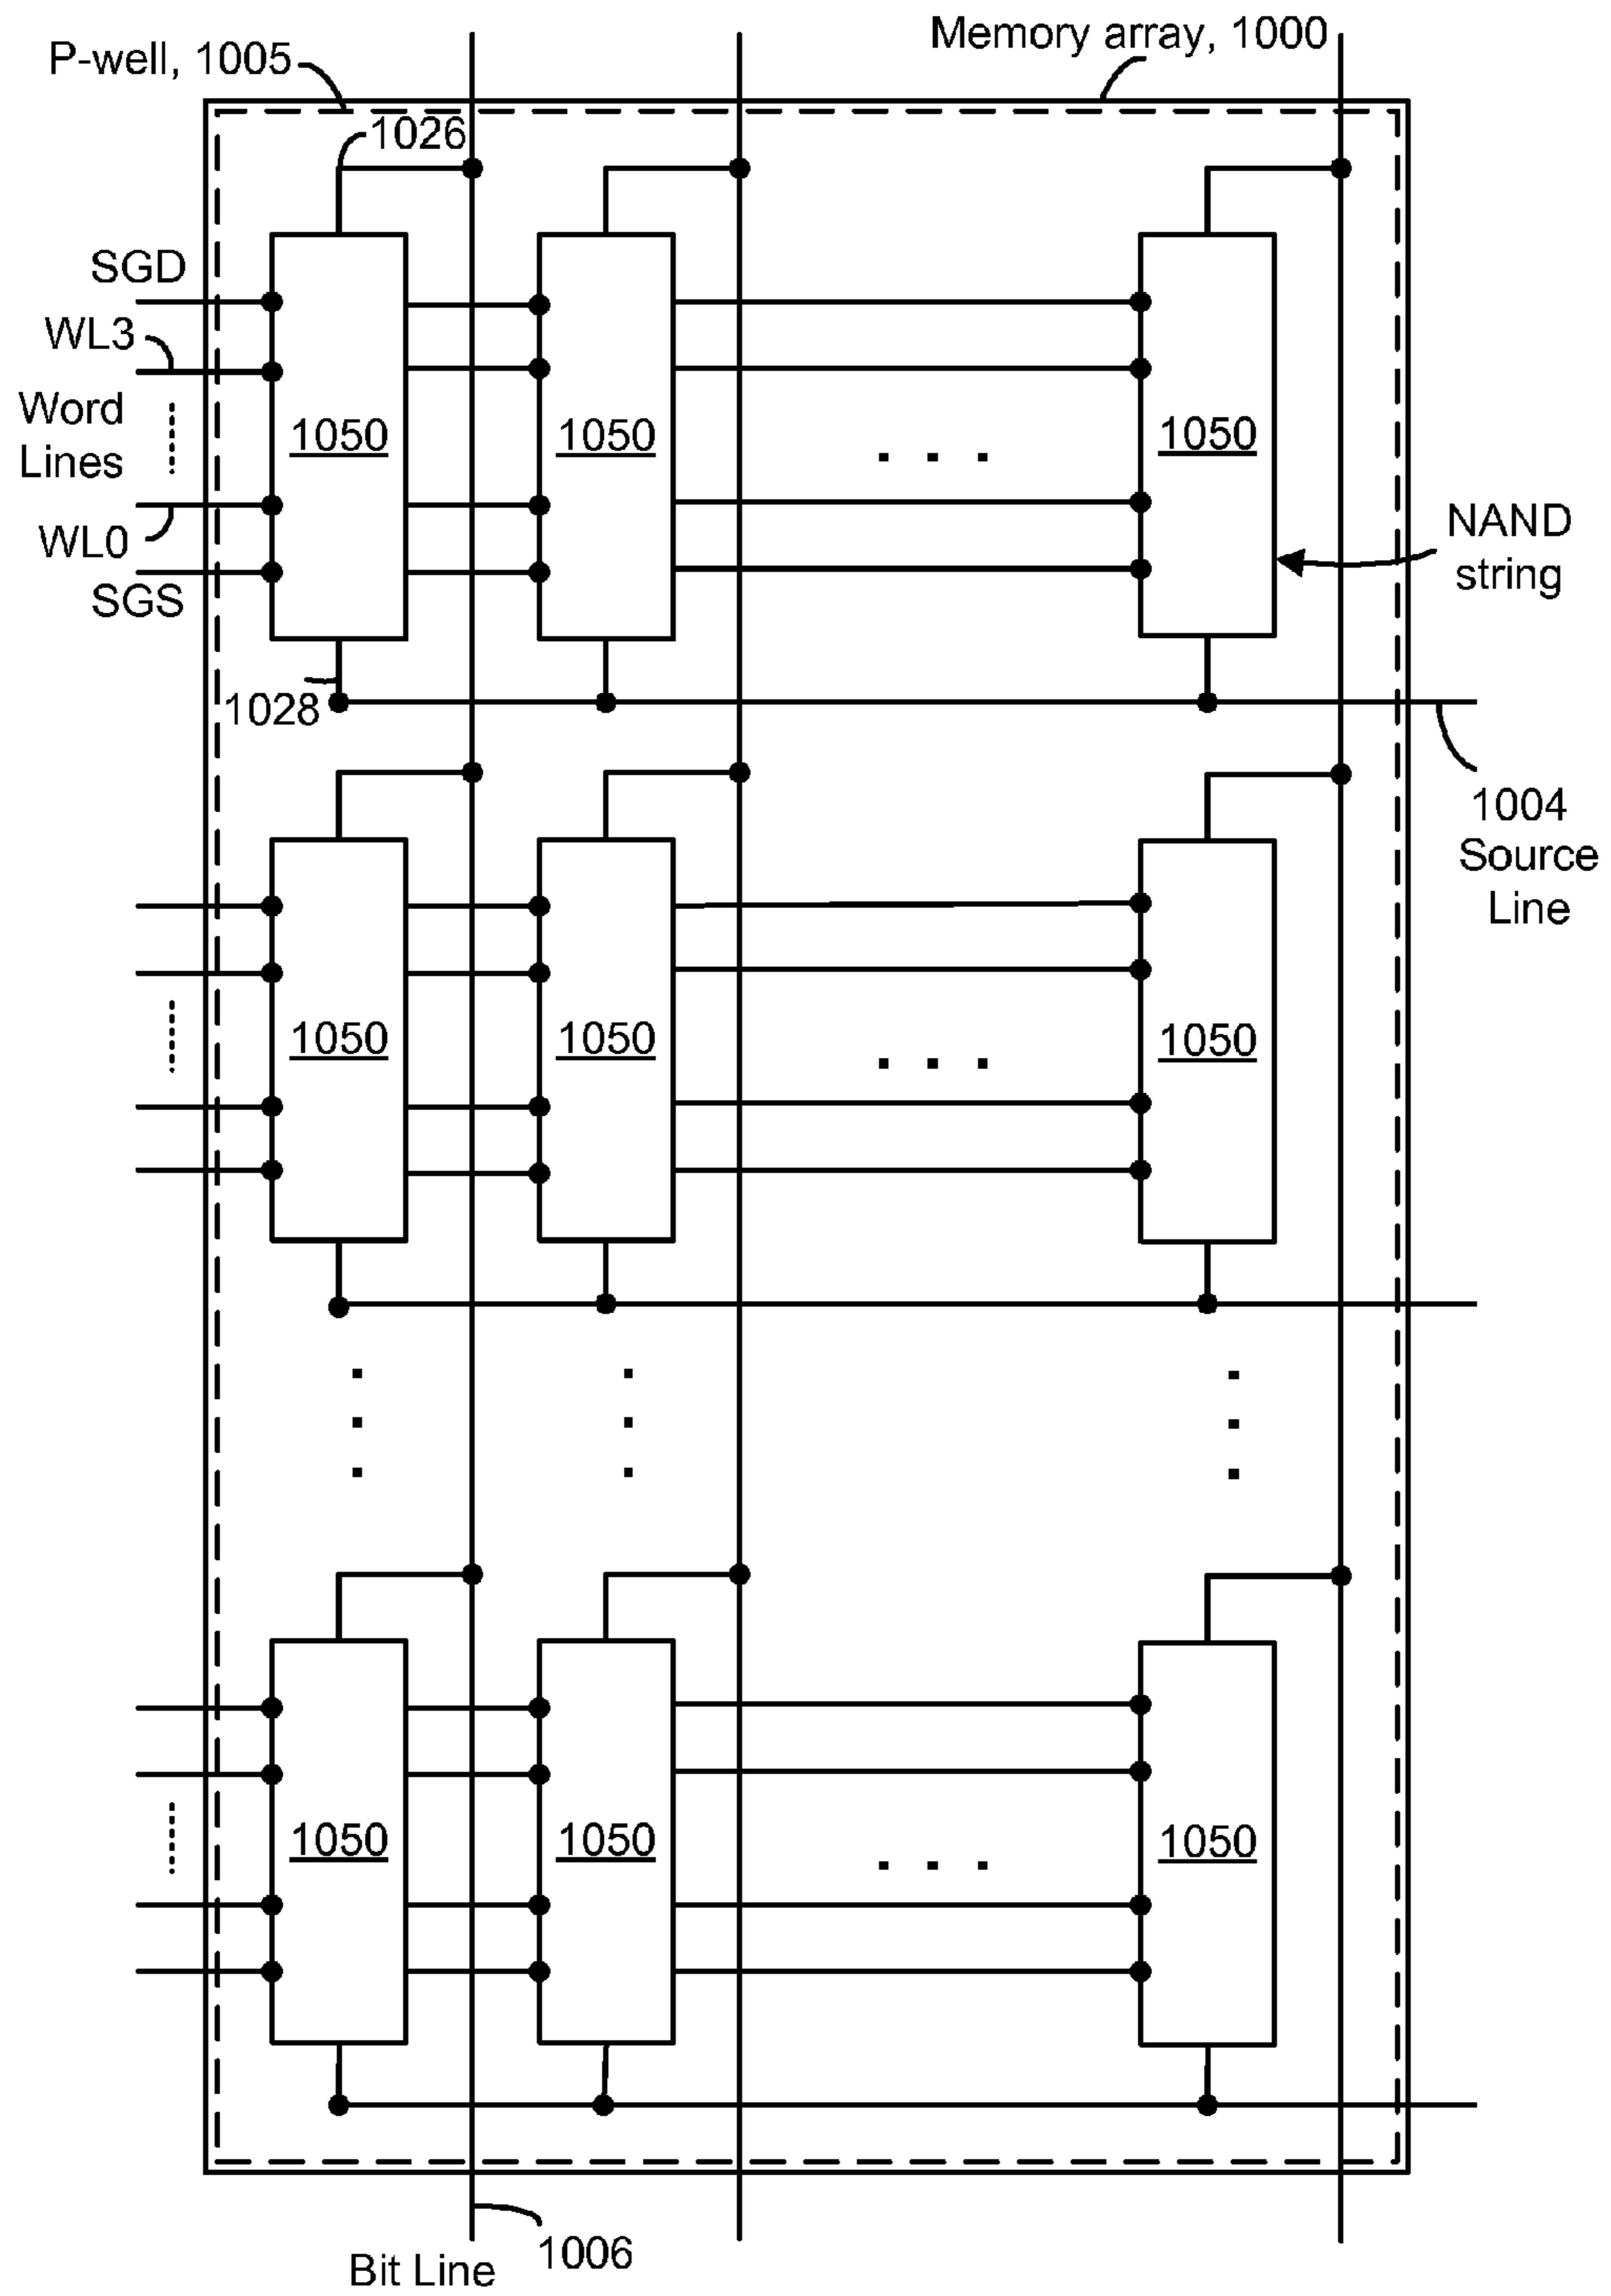 Memory array, 1000
P-well, 1005
1026
SGD
WL3
Word
Lines
WL0
SGS
1050
1050
1050
NAND
string
1028
1004
Source
Line
1050
1050
1050
1050
1050
1050
1006
Bit Line